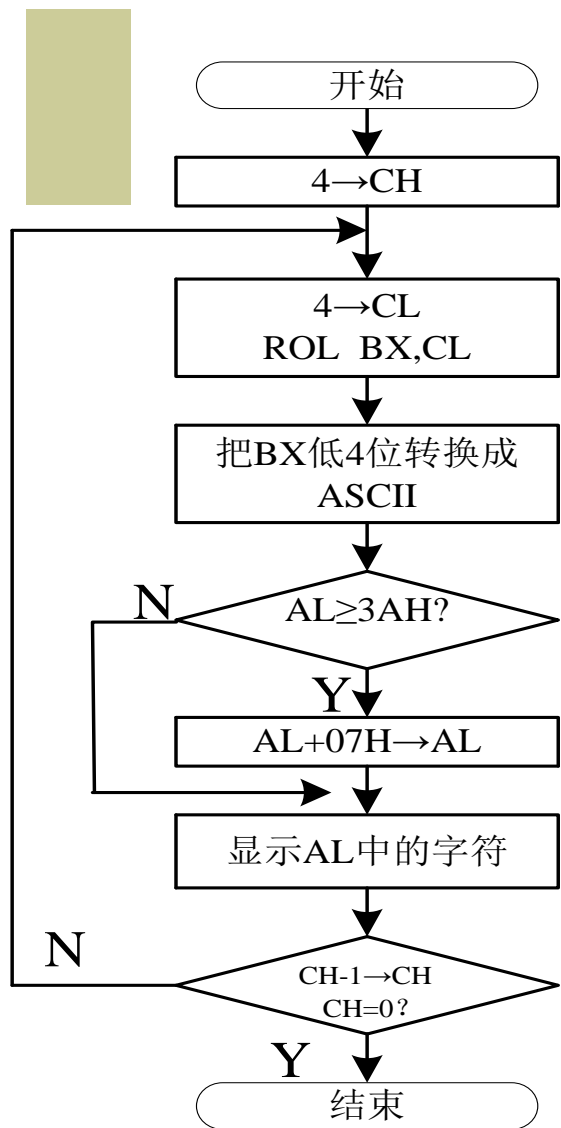 开始
4→CH
4→CL
ROL BX,CL
把BX低4位转换成
ASCII
AL≥3AH?
N
Y
AL+07H→AL
显示AL中的字符
N
CH-1→CH
CH=0?
Y
结束